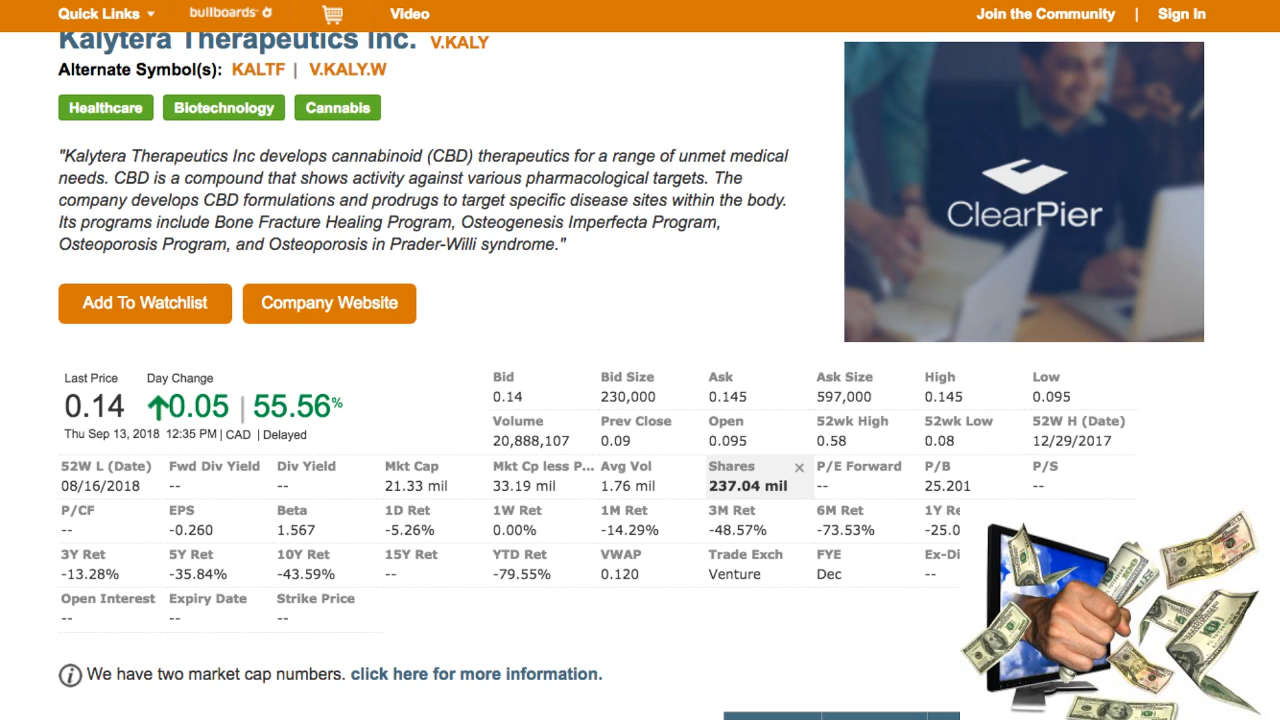 Quick Links
bullboards
Video
Join the Community | Sign In
Kalytera Therapeutics Inc. V.KALY
Alternate Symbol(s): KALTF | V.KALY.W
Healthcare Biotechnology Cannabis
"Kalytera Therapeutics Inc develops cannabinoid (CBD) therapeutics for a range of unmet medical
needs. CBD is a compound that shows activity against various pharmacological targets. The
company develops CBD formulations and prodrugs to target specific disease sites within the body.
Its programs include Bone Fracture Healing Program, Osteogenesis Imperfecta Program,
Osteoporosis Program, and Osteoporosis in Prader-Willi syndrome."
ClearPier
Add To Watchlist Company Website
Last Price Day Change
0.14 0.05 | 55.56%
Thu Sep 13, 2018 12:35 PM | CAD | Delayed
Bid Bid Size Ask Ask Size High Low
0.14 230,000 0.145 597,000 0.145 0.095
Volume Prev Close Open 52wk High 52wk Low 52W H (Date)
20,888,107 0.09 0.095 0.58 0.08 12/29/2017
52W L (Date) Fwd Div Yield Div Yield Mkt Cap Mkt Cp less P... Avg Vol Shares × P/E Forward P/B P/S
08/16/2018 -- -- 21.33 mil 33.19 mil 1.76 mil 237.04 mil -- 25.201 --
P/CF EPS Beta 1D Ret 1W Ret 1M Ret 3M Ret 6M Ret 1Y Re
-- -0.260 1.567 -5.26% 0.00% -14.29% -48.57% -73.53% -25.0
3Y Ret 5Y Ret 10Y Ret 15Y Ret YTD Ret VWAP Trade Exch FYE Ex-Di
-13.28% -35.84% -43.59% -- -79.55% 0.120 Venture Dec --
Open Interest Expiry Date Strike Price
-- -- --
i We have two market cap numbers. click here for more information.